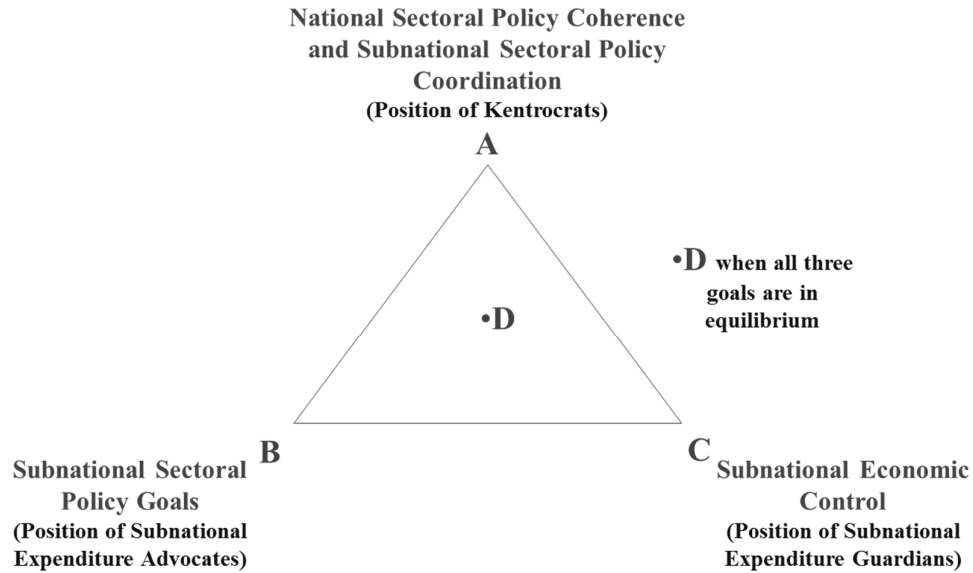 National Sectoral Policy Coherence
and Subnational Sectoral Policy
Coordination
(Position of Kentrocrats)
A
•D when all three
goals are in
equilibrium
•D
B
Subnational Sectoral
Policy Goals
(Position of Subnational
Expenditure Advocates)
C
Subnational Economic
Control
(Position of Subnational
Expenditure Guardians)